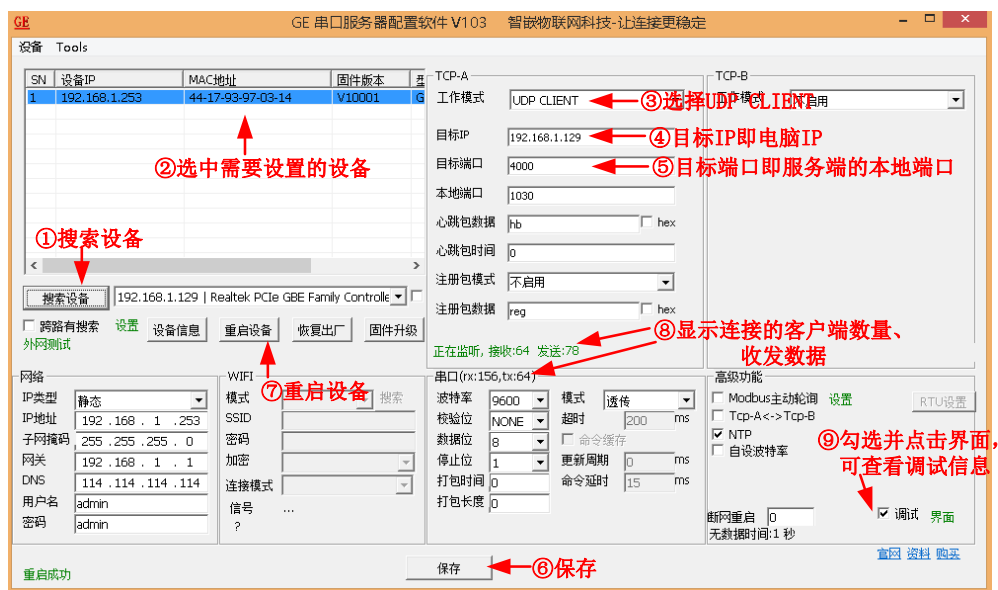 GE GE 串口服务器配置软件 V103 智嵌物联网科技-让连接更稳定
设备 Tools
SN 设备IP MAC地址 固件版本
1 192.168.1.253 44-17-93-97-03-14 V10001 G
②选中需要设置的设备
①搜索设备
搜索设备 192.168.1.129 | Realtek PCIe GBE Family Controlle
跨路有搜索 设置 设备信息 重启设备 恢复出厂 固件升级
外网测试
⑦重启设备
TCP-A
工作模式 UDP CLIENT ③选择UDP CLIENT
目标IP 192.168.1.129 ④目标IP即电脑IP
目标端口 4000 ⑤目标端口即服务端的本地端口
本地端口 1030
心跳包数据 hb hex
心跳包时间 0
注册包模式 不启用
注册包数据 reg hex
正在监听, 接收:64 发送:78
⑧显示连接的客户端数量、
收发数据
TCP-B
工作模式 不启用
网络
IP类型 静态
IP地址 192 .168 . 1 .253
子网掩码 255 .255 .255 . 0
网关 192 .168 . 1 . 1
DNS 114 .114 .114 .114
用户名 admin
密码 admin
WIFI
模式 搜索
SSID
密码
加密
连接模式
信号 ...
?
串口(rx:156,tx:64)
波特率 9600 模式 透传
校验位 NONE 超时 200 ms
数据位 8 命令缓存
停止位 1 更新周期 0 ms
打包时间 0 命令延时 15 ms
打包长度 0
高级功能
Modbus主动轮询 设置 RTU设置
Tcp-A<->Tcp-B
NTP
自设波特率
⑨勾选并点击界面,
可查看调试信息
断网重启 0 调试 界面
无数据时间:1 秒
官网 资料 购买
重启成功
保存 ⑥保存